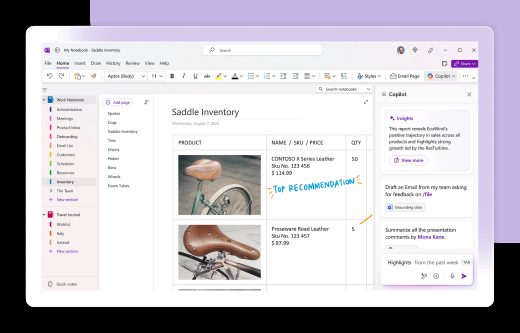 My Notebook - Saddle inventory
Search
File Home Insert Draw History Review View Help
Share
Aptos (Body) 11 B I U ab A Styles Email Page Copilot
Search notebooks
Work Notebook
Administration
Meetings
Product Ideas
Onboarding
Email List
Customers
Schedules
Resources
Inventory
The Team
New section
Travel Journal
Wishlist
Italy
Iceland
New section
Quick notes
Add page
Spokes
Cogs
Saddle Inventory
Tires
Chains
Pedals
Rims
Wheels
Down Tubes
Saddle Inventory
Wednesday, August 7 2024
PRODUCT NAME / SKU / PRICE QTY
CONTOSO X Series Leather 50
Sku No. 123 456
$ 114.99
TOP RECOMMENDATION
Proseware Road Leather 5
Sku No. 123 457
$ 87.99
Copilot
Insights
This report reveals EcoWind's
positive trajectory in sales across all
products and highlights strong
growth led by the ResTurbine.
View more
Draft an Email from my team asking
for feedback on /file
Grounding data
Summarize all the presentation
comments by Mona Kane.
Highlights from the past week TAB